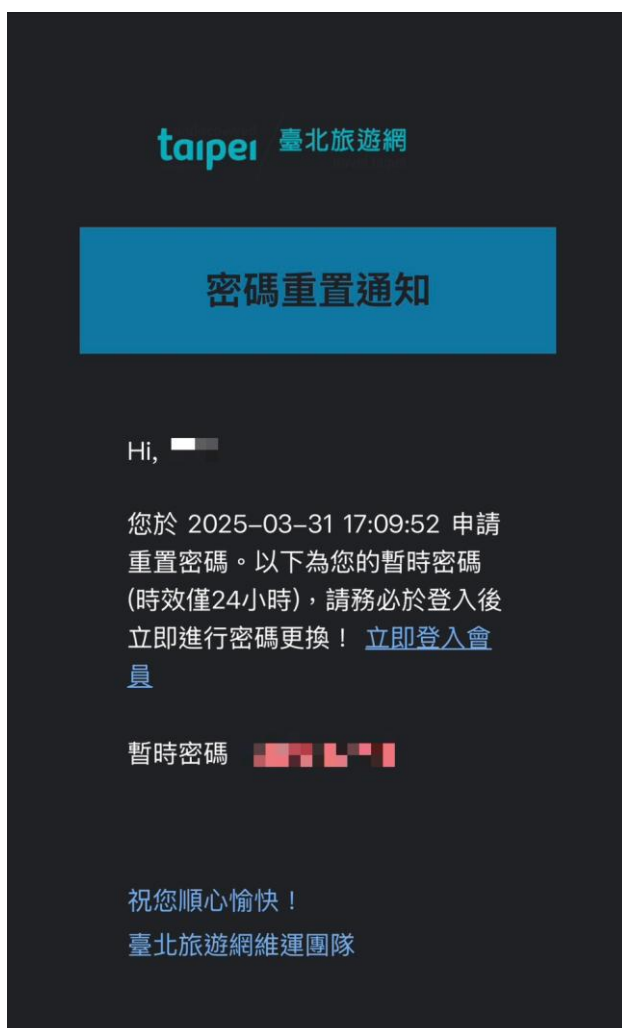 taipei 臺北旅遊網
密碼重置通知
Hi,
您於 2025-03-31 17:09:52 申請
重置密碼。以下為您的暫時密碼
(時效僅24小時)，請務必於登入後
立即進行密碼更換！ 立即登入會
員
暫時密碼
祝您順心愉快！
臺北旅遊網維運團隊